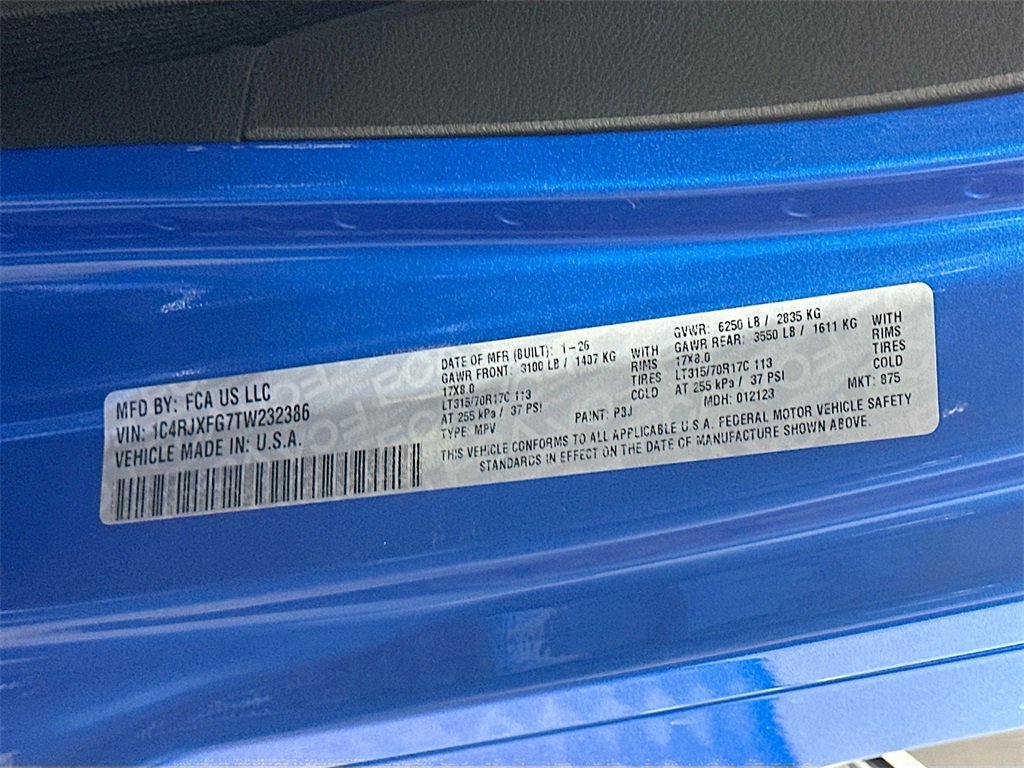 MFD BY: FCA US LLC
VIN: 1C4RJXFG7TW232386
VEHICLE MADE IN: U.S.A.
DATE OF MFR (BUILT): 1-26
GAWR FRONT: 3100 LB / 1407 KG WITH
17X8.0 RIMS
LT315/70R17C 113 TIRES
AT 255 kPa / 37 PSI COLD
TYPE: MPV PAINT: P3J
GVWR: 6250 LB / 2835 KG
GAWR REAR: 3550 LB / 1611 KG WITH
17X8.0 RIMS
LT315/70R17C 113 TIRES
AT 255 kPa / 37 PSI COLD
MDH: 012123 MKT: 875
THIS VEHICLE CONFORMS TO ALL APPLICABLE U.S.A. FEDERAL MOTOR VEHICLE SAFETY
STANDARDS IN EFFECT ON THE DATE OF MANUFACTURE SHOWN ABOVE.